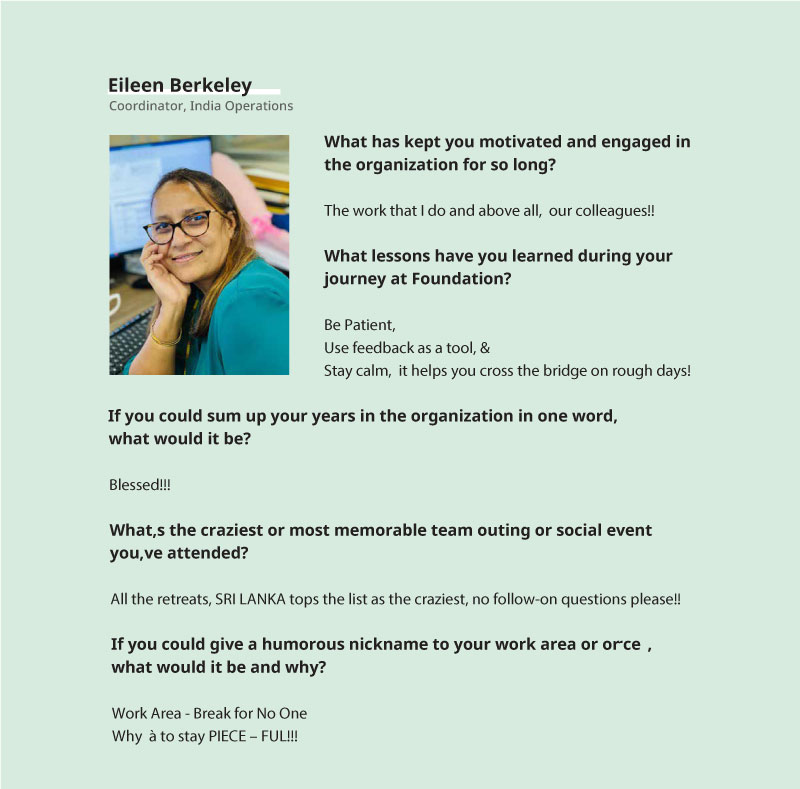 Eileen Berkeley
Coordinator, India Operations
What has kept you motivated and engaged in
the organization for so long?
The work that I do and above all,  our colleagues!!
What lessons have you learned during your
journey at Foundation?
Be Patient,
Use feedback as a tool, &
Stay calm,  it helps you cross the bridge on rough days!
If you could sum up your years in the organization in one word,
what would it be?
Blessed!!!
What,s the craziest or most memorable team outing or social event
you,ve attended?
All the retreats, SRI LANKA tops the list as the craziest, no follow-on questions please!!
If you could give a humorous nickname to your work area or ,
what would it be and why?
Work Area - Break for No One
Why  à to stay PIECE – FUL!!!